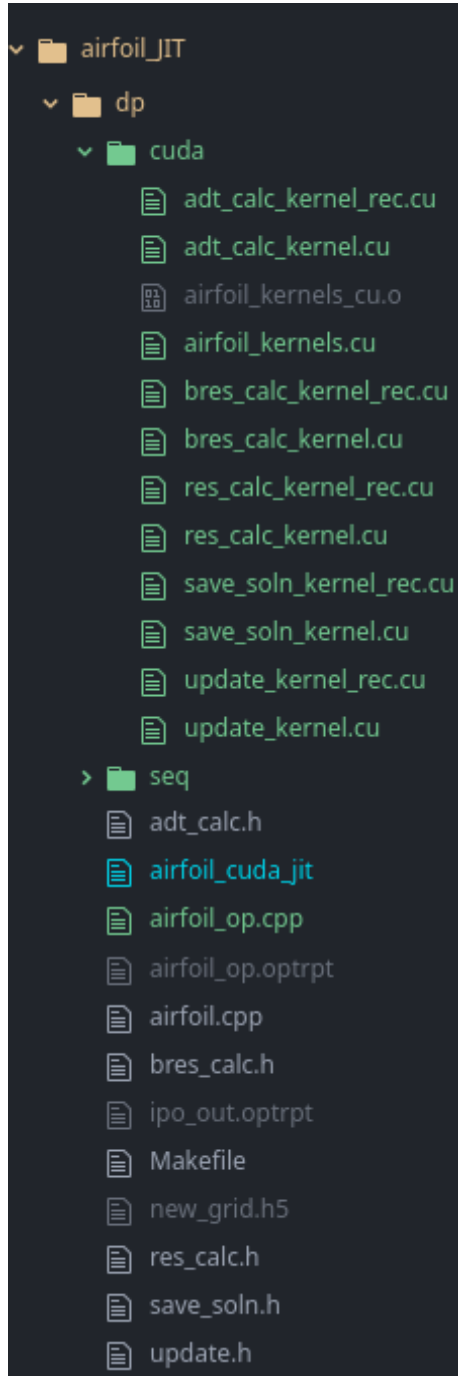 airfoil_JIT
dp
cuda
adt_calc_kernel_rec.cu
adt_calc_kernel.cu
airfoil_kernels_cu.o
airfoil_kernels.cu
bres_calc_kernel_rec.cu
bres_calc_kernel.cu
res_calc_kernel_rec.cu
res_calc_kernel.cu
save_soln_kernel_rec.cu
save_soln_kernel.cu
update_kernel_rec.cu
update_kernel.cu
seq
adt_calc.h
airfoil_cuda_jit
airfoil_op.cpp
airfoil_op.optrpt
airfoil.cpp
bres_calc.h
ipo_out.optrpt
Makefile
new_grid.h5
res_calc.h
save_soln.h
update.h